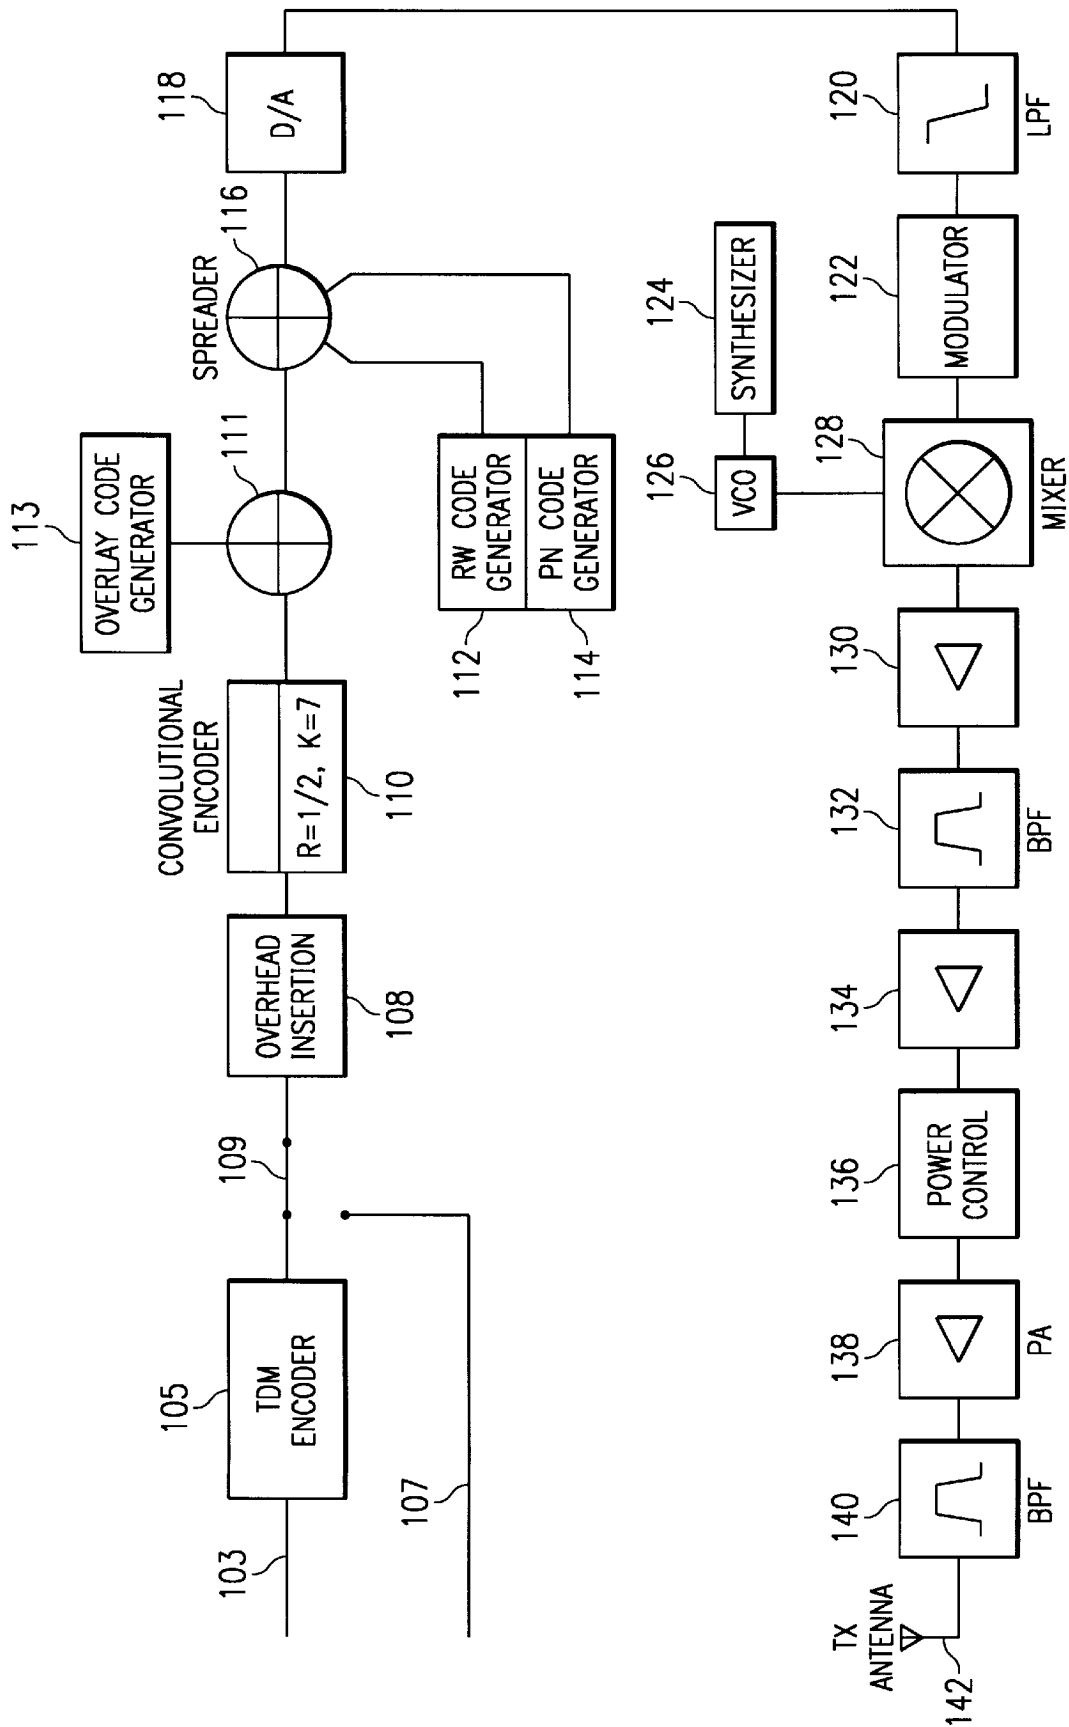 113
OVERLAY CODE
GENERATOR
111
SPREADER
116
118
D/A
CONVOLUTIONAL
ENCODER
R=1/2, K=7
110
OVERHEAD
INSERTION
108
109
105
TDM
ENCODER
103
107
RW CODE
GENERATOR
PN CODE
GENERATOR
112
114
124
SYNTHESIZER
126
VCO
TX
ANTENNA
142
140
BPF
138
PA
136
POWER
CONTROL
134
132
BPF
130
128
MIXER
122
MODULATOR
120
LPF